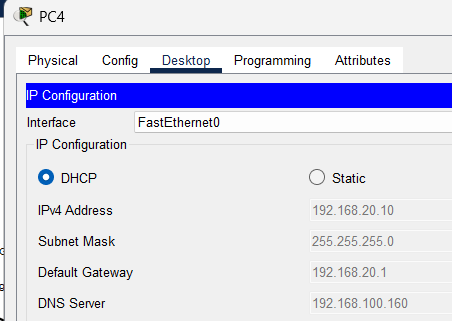 PC4
Physical Config Desktop Programming Attributes
IP Configuration
Interface FastEthernet0
IP Configuration
DHCP Static
IPv4 Address 192.168.20.10
Subnet Mask 255.255.255.0
Default Gateway 192.168.20.1
DNS Server 192.168.100.160